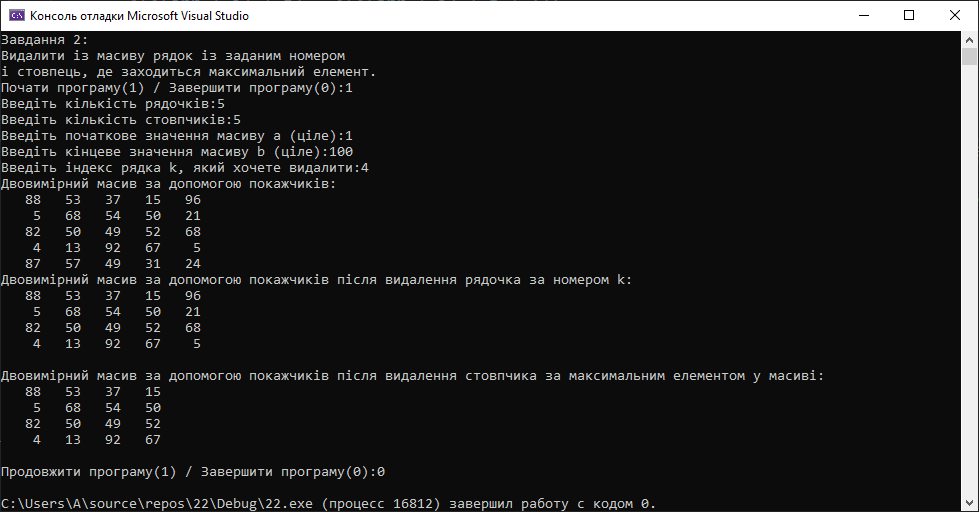 Консоль отладки Microsoft Visual Studio
Завдання 2:
Видалити із масиву рядок із заданим номером
і стовпець, де заходиться максимальний елемент.
Почати програму(1) / Завершити програму(0):1
Введіть кількість рядочків:5
Введіть кількість стовпчиків:5
Введіть початкове значення масиву a (ціле):1
Введіть кінцеве значення масиву b (ціле):100
Введіть індекс рядка k, який хочете видалити:4
Двовимірний масив за допомогою покажчиків:
88 53 37 15 96
5 68 54 50 21
82 50 49 52 68
4 13 92 67 5
87 57 49 31 24
Двовимірний масив за допомогою покажчиків після видалення рядочка за номером k:
88 53 37 15 96
5 68 54 50 21
82 50 49 52 68
4 13 92 67 5
Двовимірний масив за допомогою покажчиків після видалення стовпчика за максимальним елементом у масиві:
88 53 37 15
5 68 54 50
82 50 49 52
4 13 92 67
Продовжити програму(1) / Завершити програму(0):0
C:\Users\A\source\repos\22\Debug\22.exe (процесс 16812) завершил работу с кодом 0.